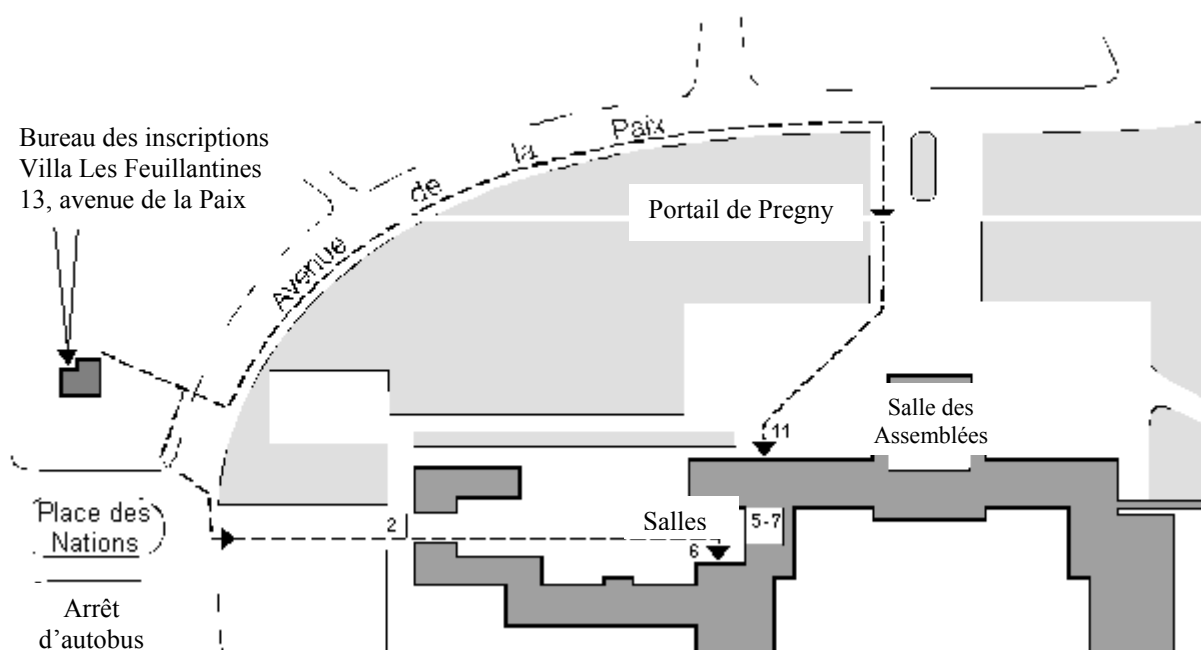 Bureau des inscriptions
Villa Les Feuillantines
13, avenue de la Paix
Avenue de la Paix
Portail de Pregny
Salle des
Assemblées
11
Place des
Nations
2
Salles
5-7
6
Arrêt
d’autobus